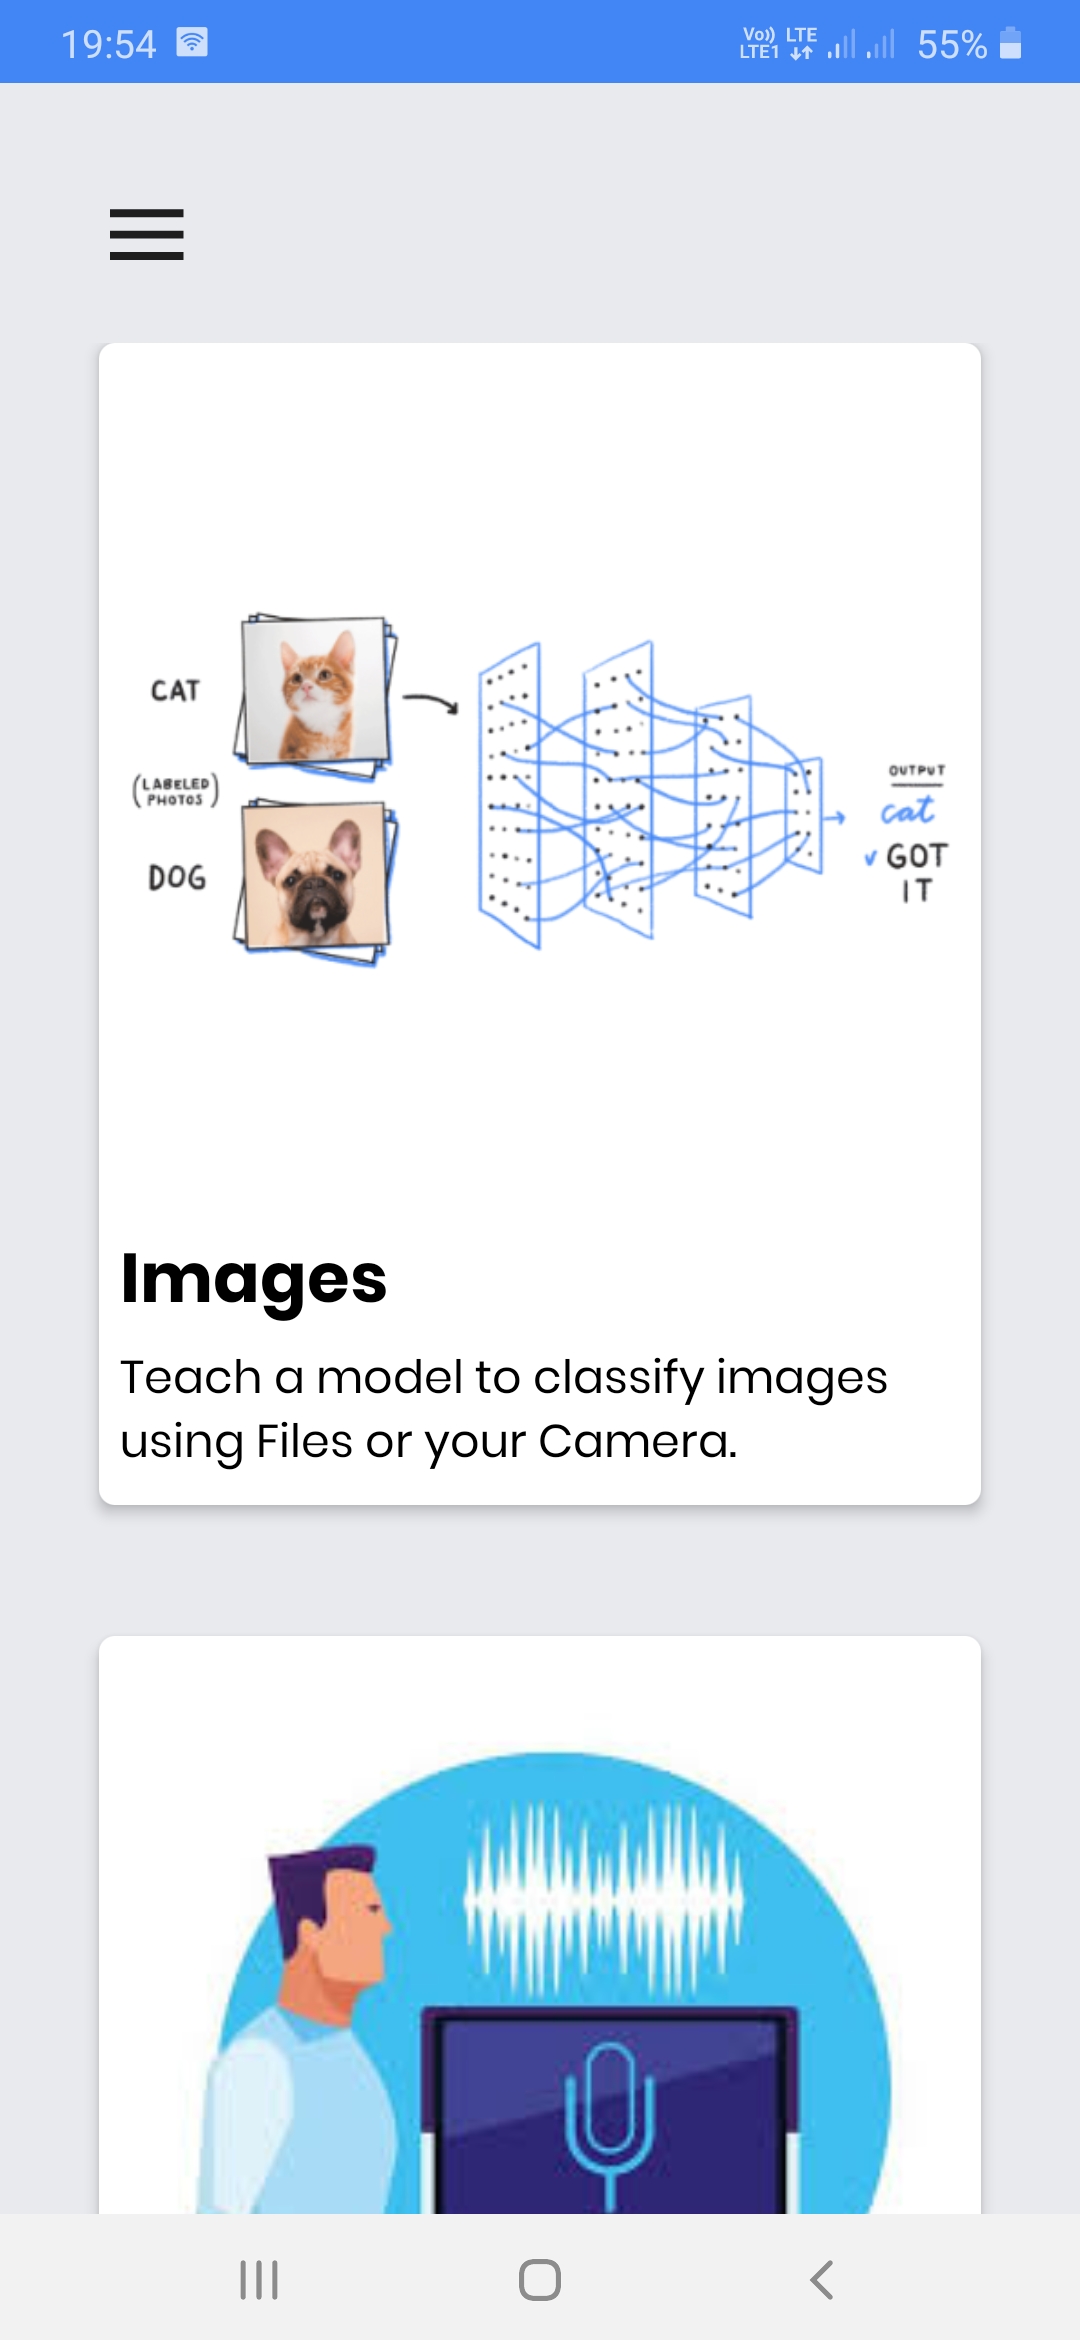 19:54
Vo)) LTE
LTE1
55%
CAT
(LABELED
PHOTOS)
DOG
OUTPUT
cat
✓ GOT
IT
Images
Teach a model to classify images
using Files or your Camera.